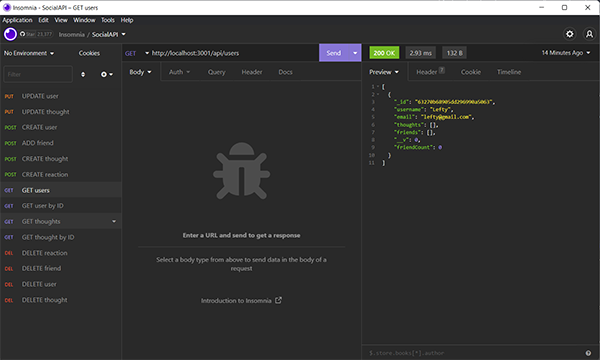 Insomnia - SocialAPI – GET users
Application Edit View Window Tools Help
Star 23,377 Insomnia / SocialAPI
No Environment Cookies
GET http://localhost:3001/api/users Send
200 OK 2.93 ms 132 B 14 Minutes Ago
Filter
Body Auth Query Header Docs
Preview Header 7 Cookie Timeline
PUT UPDATE user
PUT UPDATE thought
POST CREATE user
POST ADD friend
POST CREATE thought
POST CREATE reaction
GET GET users
GET GET user by ID
GET GET thoughts
GET GET thought by ID
DEL DELETE reaction
DEL DELETE friend
DEL DELETE user
DEL DELETE thought
Enter a URL and send to get a response
Select a body type from above to send data in the body of a
request
Introduction to Insomnia
1 [
2 {
3 "_id": "63270b68905dd296990a5063",
4 "username": "Lefty",
5 "email": "lefty@gmail.com",
6 "thoughts": [],
7 "friends": [],
8 "__v": 0,
9 "friendCount": 0
10 }
11 ]
$.store.books[*].author